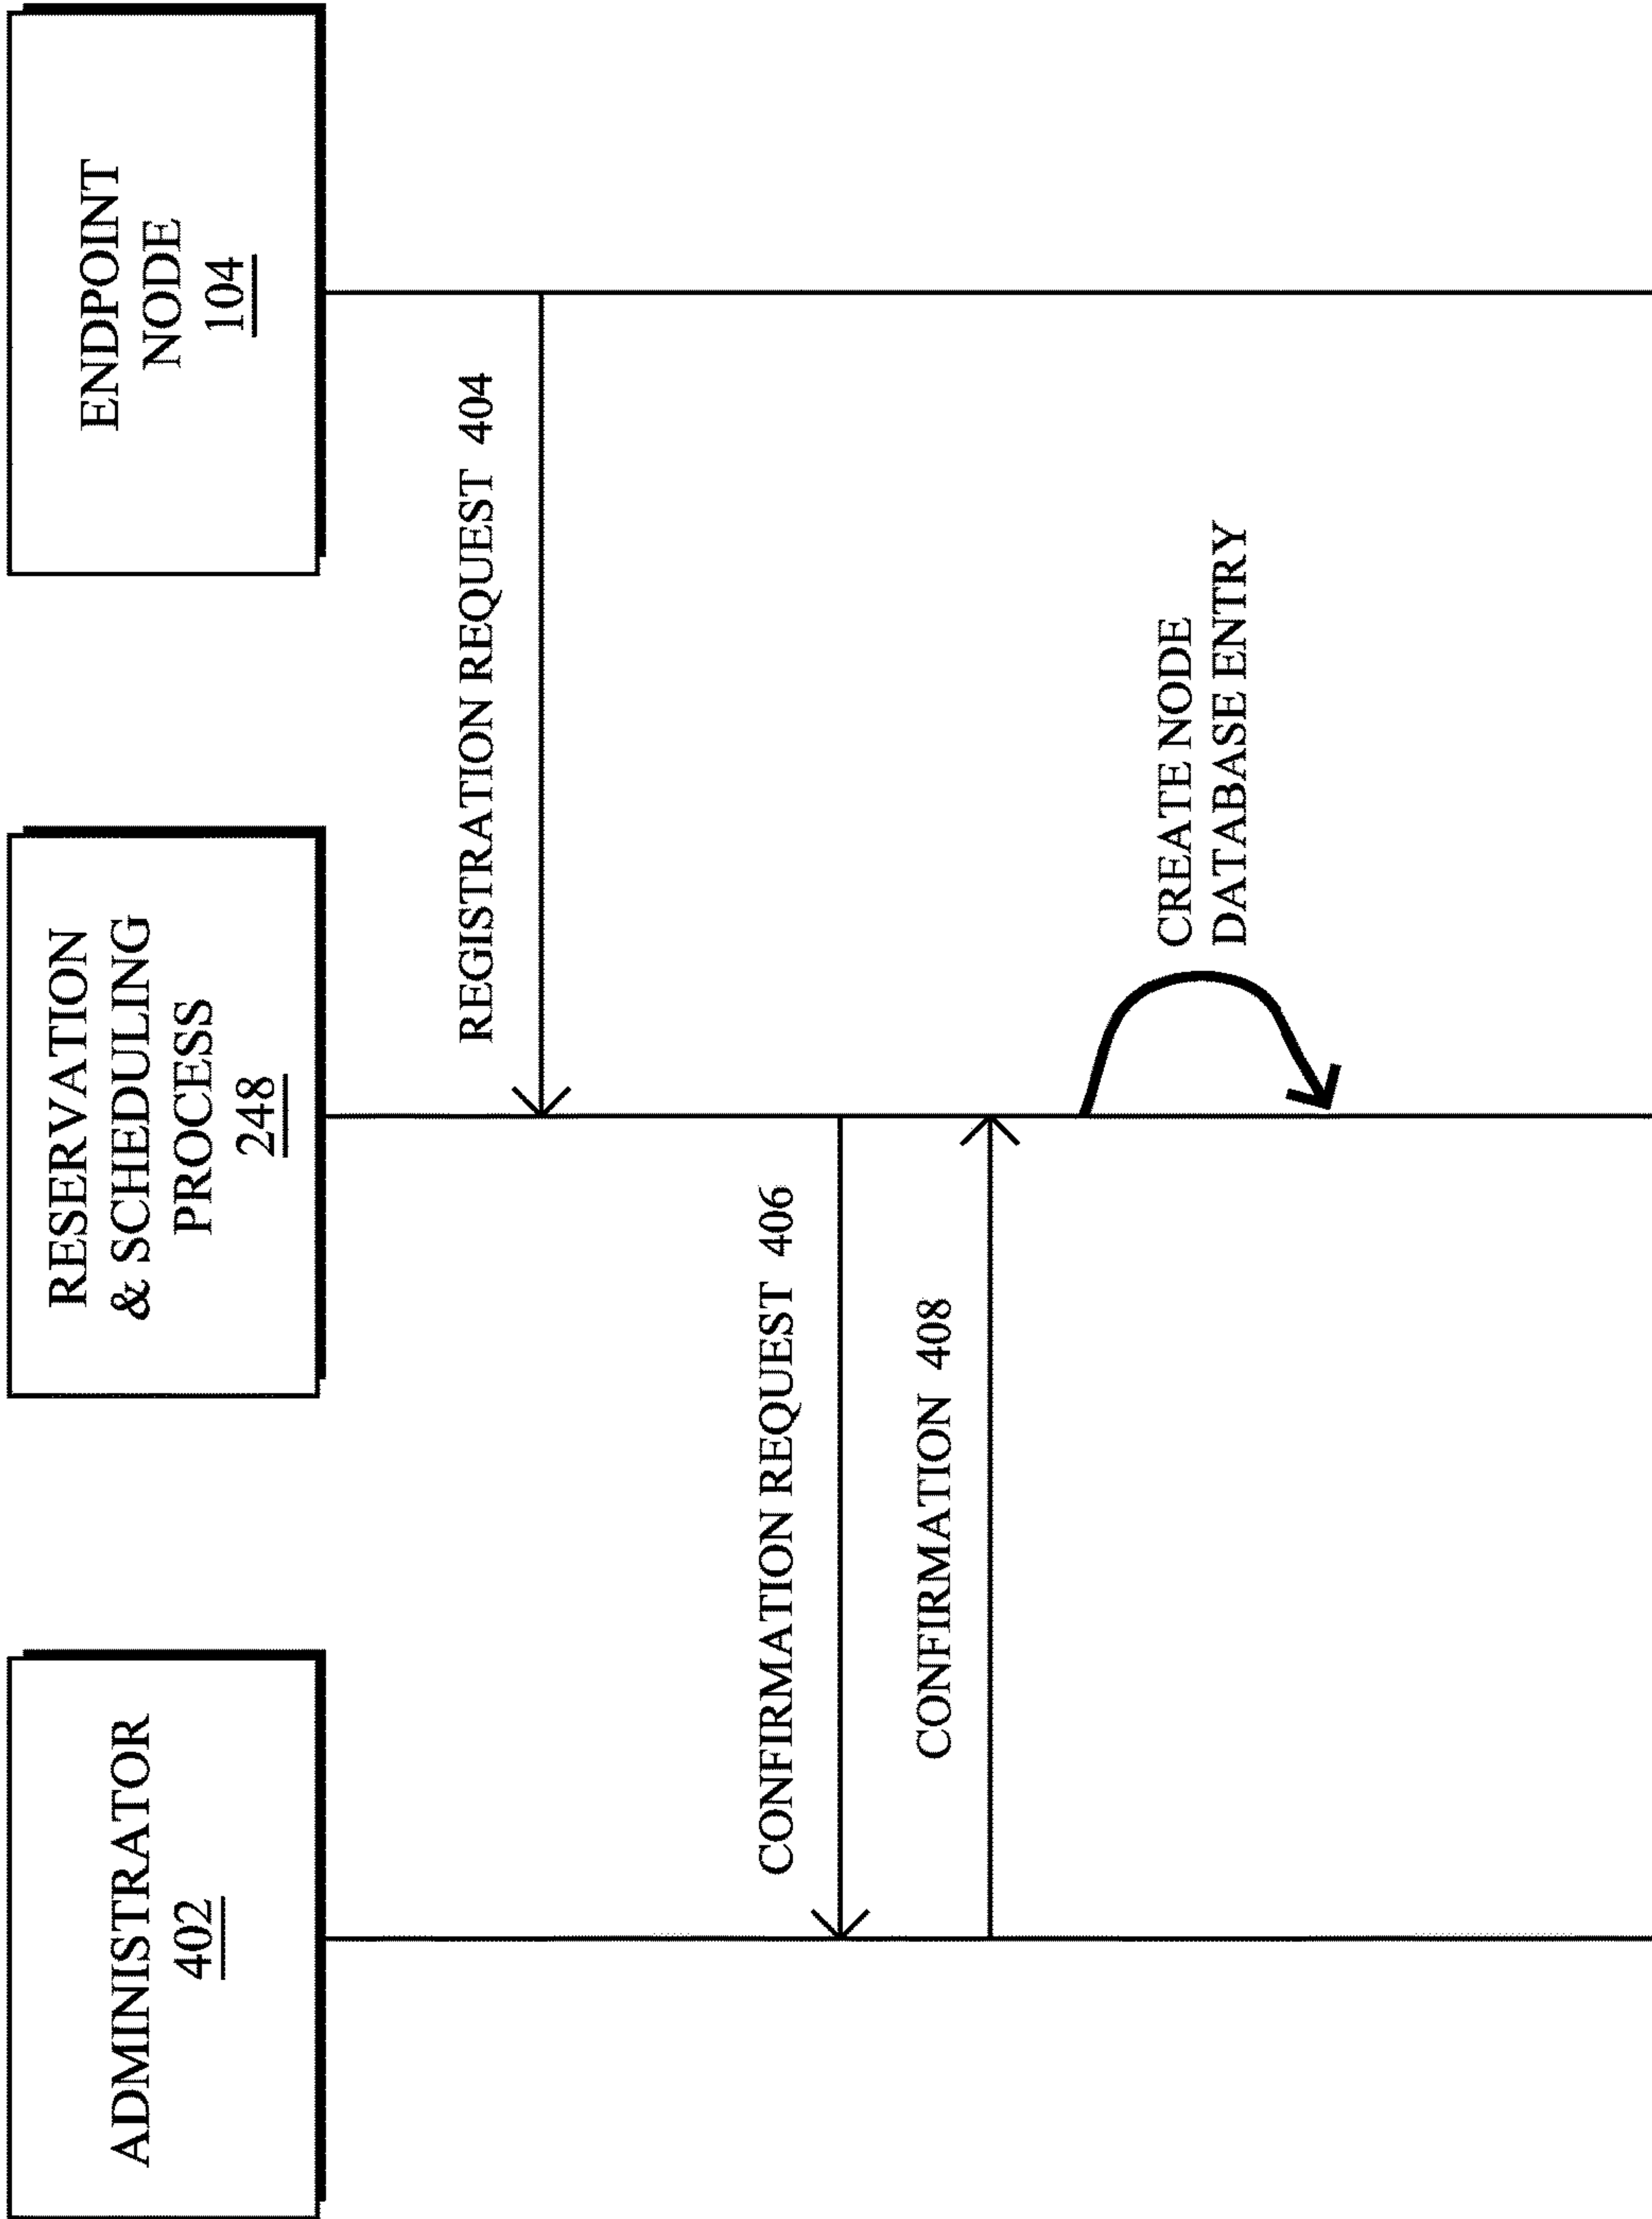 ADMINISTRATOR
402
RESERVATION
& SCHEDULING
PROCESS
248
ENDPOINT
NODE
104
REGISTRATION REQUEST 404
CONFIRMATION REQUEST 406
CONFIRMATION 408
CREATE NODE
DATABASE ENTRY